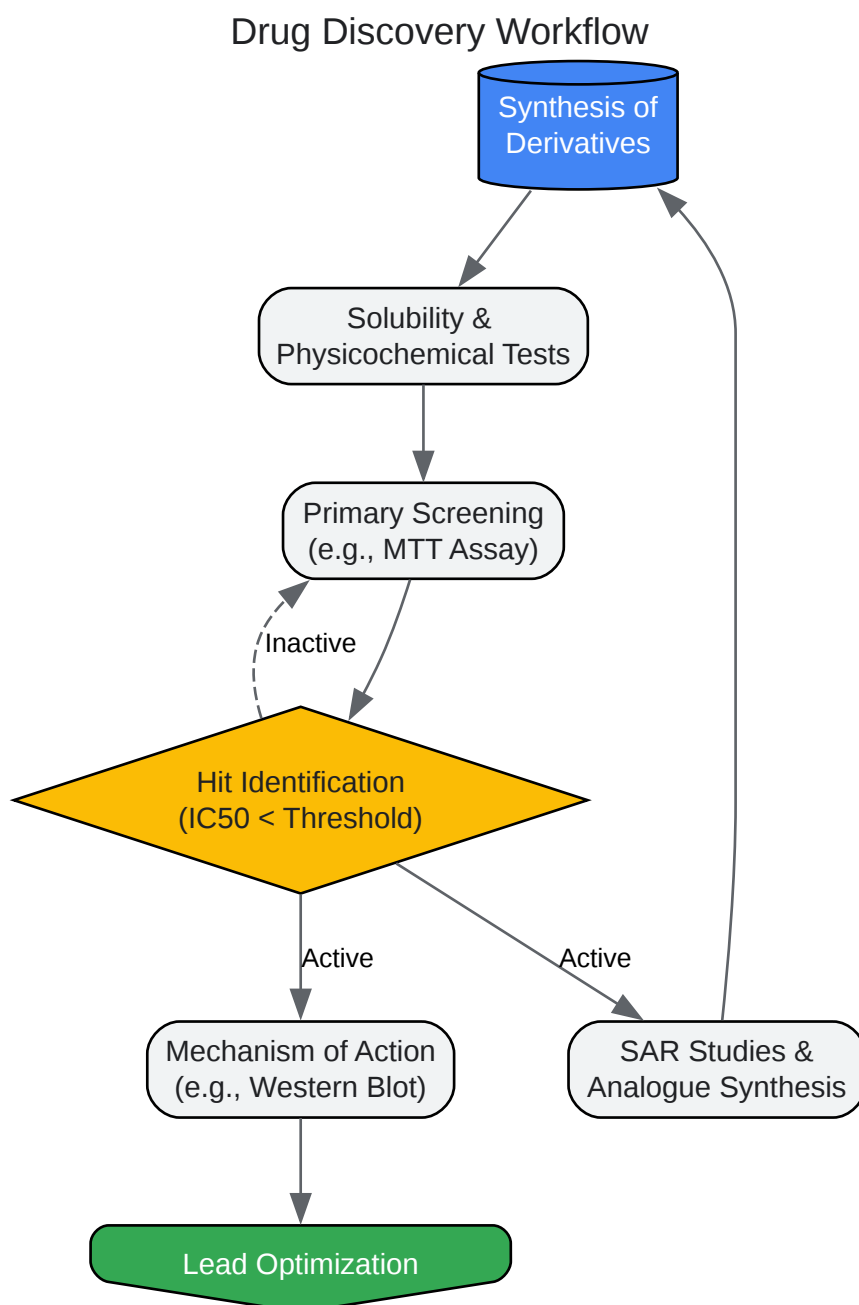 Drug Discovery Workflow
Synthesis of
Derivatives
Solubility &
Physicochemical Tests
Primary Screening
(e.g., MTT Assay)
Inactive
Hit Identification
(IC50 < Threshold)
Active
Active
Mechanism of Action
(e.g., Western Blot)
SAR Studies &
Analogue Synthesis
Lead Optimization